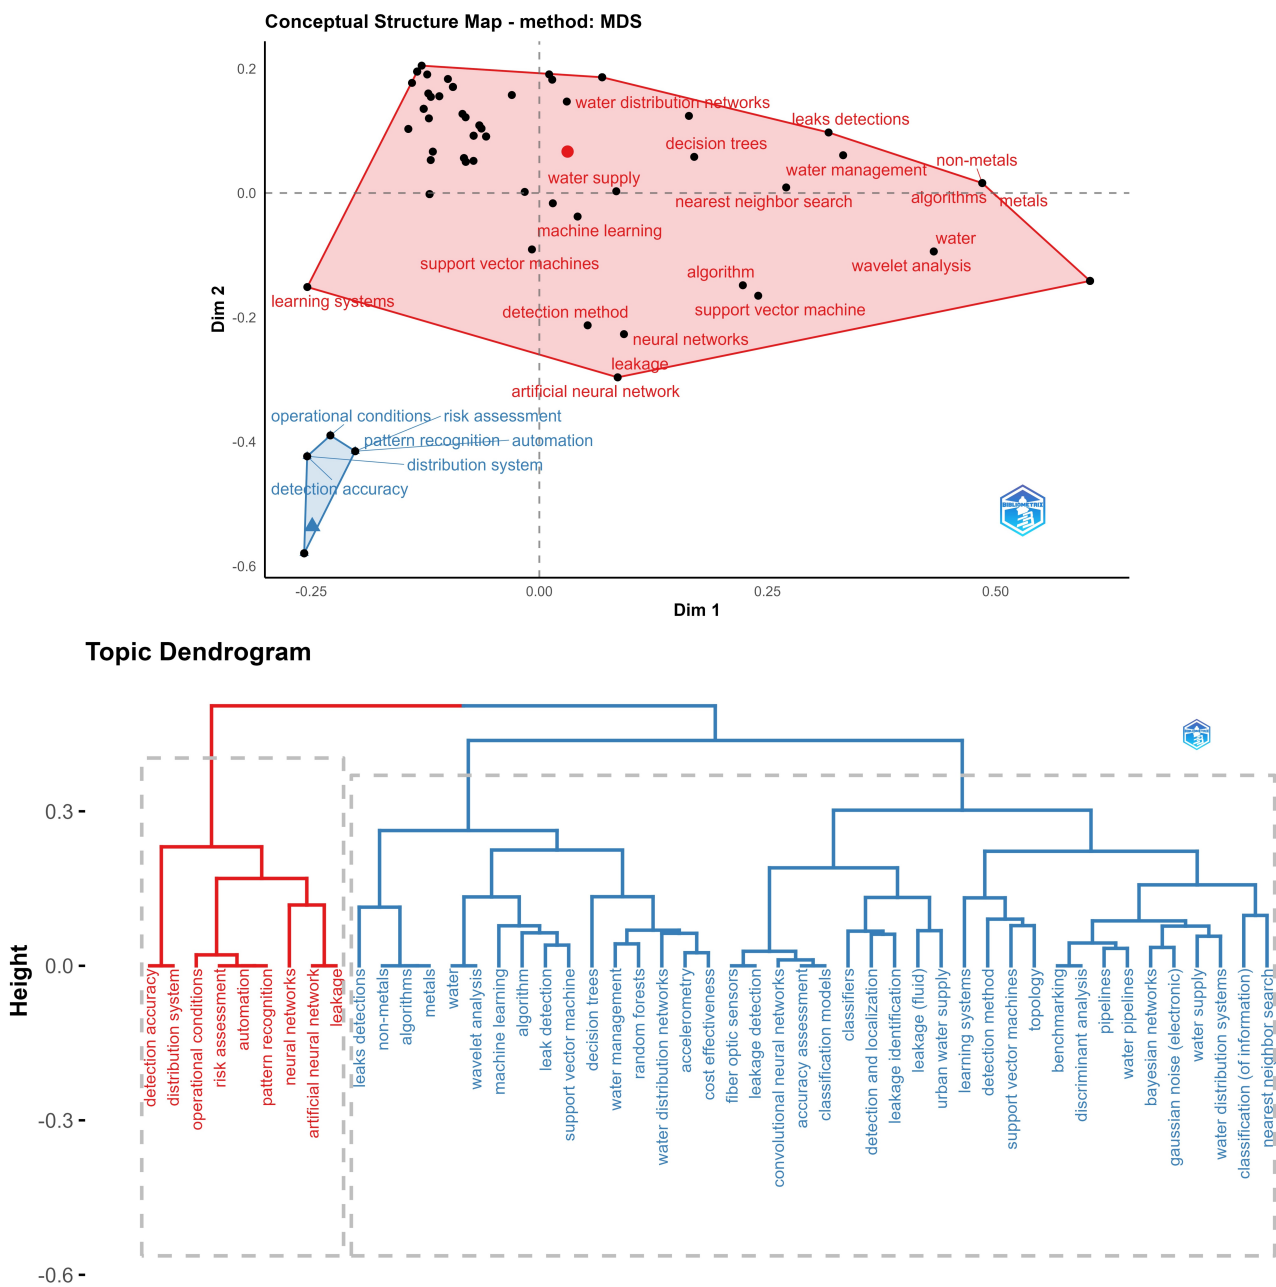 Conceptual Structure Map - method: MDS
0.2
0.0
-0.2
-0.4
-0.6
Dim 2
water distribution networks
leaks detections
decision trees
non-metals
water management
water supply
algorithms
metals
nearest neighbor search
machine learning
water
support vector machines
wavelet analysis
algorithm
learning systems
support vector machine
detection method
neural networks
leakage
artificial neural network
operational conditions
risk assessment
pattern recognition
automation
distribution system
detection accuracy
BIBLIOMETRIX
-0.25
0.00
0.25
0.50
Dim 1
Topic Dendrogram
Height
0.3
0.0
-0.3
-0.6
detection accuracy
distribution system
operational conditions
risk assessment
automation
pattern recognition
neural networks
artificial neural network
leakage
leaks detections
non-metals
algorithms
metals
water
wavelet analysis
machine learning
algorithm
leak detection
support vector machine
decision trees
water management
random forests
water distribution networks
accelerometry
cost effectiveness
fiber optic sensors
leakage detection
convolutional neural networks
accuracy assessment
classification models
classifiers
detection and localization
leakage identification
leakage (fluid)
urban water supply
learning systems
detection method
support vector machines
topology
benchmarking
discriminant analysis
pipelines
water pipelines
bayesian networks
gaussian noise (electronic)
water supply
water distribution systems
classification (of information)
nearest neighbor search